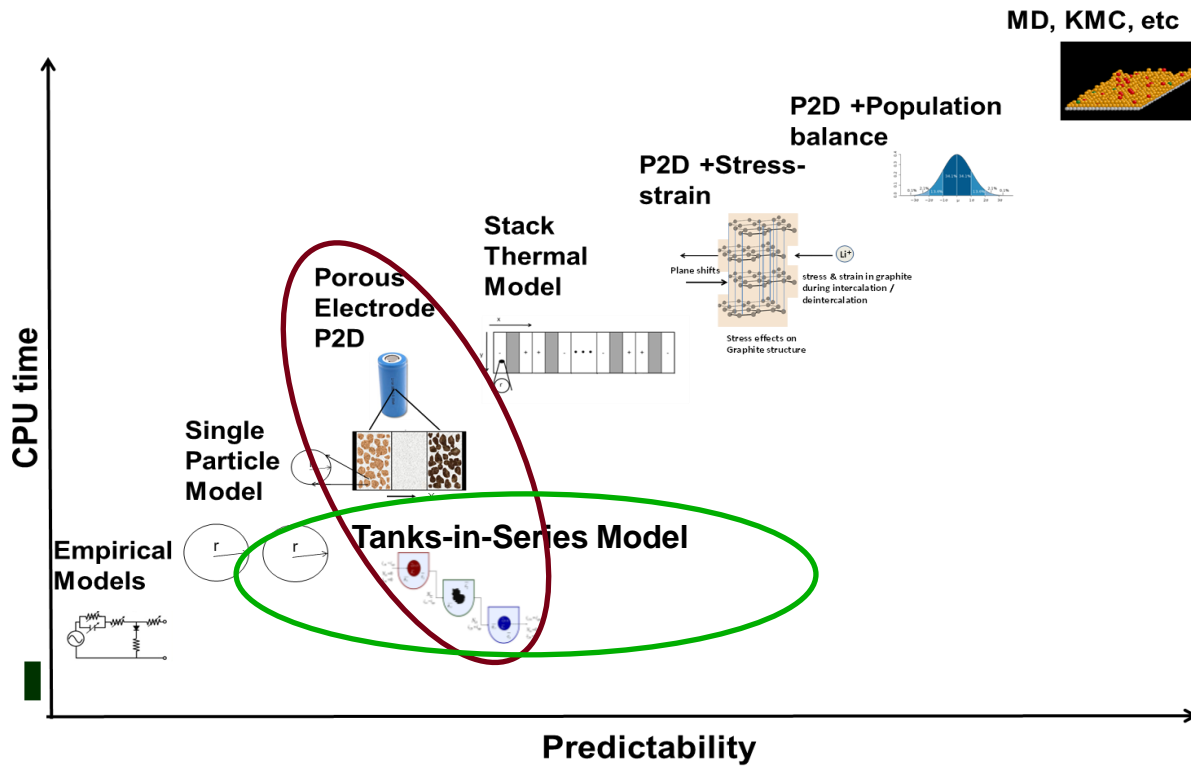 MD, KMC, etc
P2D +Population
balance
P2D +Stress-
strain
Li⁺
Plane shifts
stress & strain in graphite
during intercalation /
deintercalation
Stress effects on
Graphite structure
Stack
Thermal
Model
x
y
r
Porous
Electrode
P2D
Single
Particle
Model
r
r
Tanks-in-Series Model
Empirical
Models
CPU time
Predictability